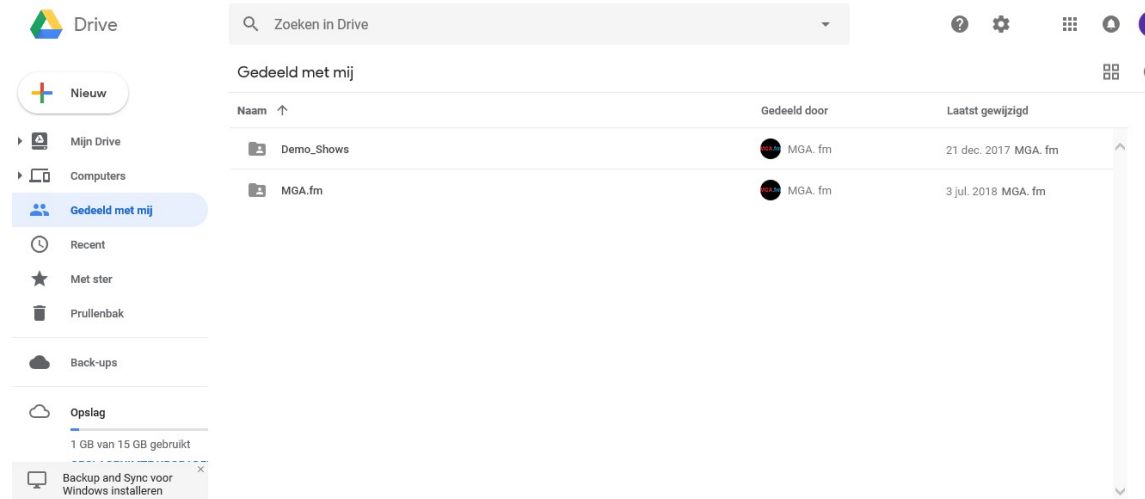 Drive
Zoeken in Drive
Nieuw
Gedeeld met mij
Naam Gedeeld door Laatst gewijzigd
Mijn Drive
Demo_Shows MGA. fm 21 dec. 2017 MGA. fm
Computers
MGA.fm MGA. fm 3 jul. 2018 MGA. fm
Gedeeld met mij
Recent
Met ster
Prullenbak
Back-ups
Opslag
1 GB van 15 GB gebruikt
Backup and Sync voor
Windows installeren